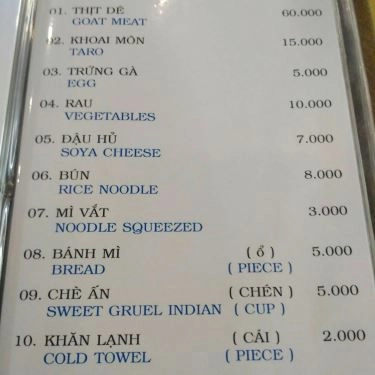 01. THỊT DÊ 60.000
GOAT MEAT
02. KHOAI MÔN 15.000
TARO
03. TRỨNG GÀ 5.000
EGG
04. RAU 10.000
VEGETABLES
05. ĐẬU HỦ 7.000
SOYA CHEESE
06. BÚN 8.000
RICE NOODLE
07. MÌ VẮT 3.000
NOODLE SQUEEZED
08. BÁNH MÌ ( Ổ ) 5.000
BREAD ( PIECE )
09. CHÈ ẤN ( CHÉN ) 5.000
SWEET GRUEL INDIAN ( CUP )
10. KHĂN LẠNH ( CÁI ) 2.000
COLD TOWEL ( PIECE )